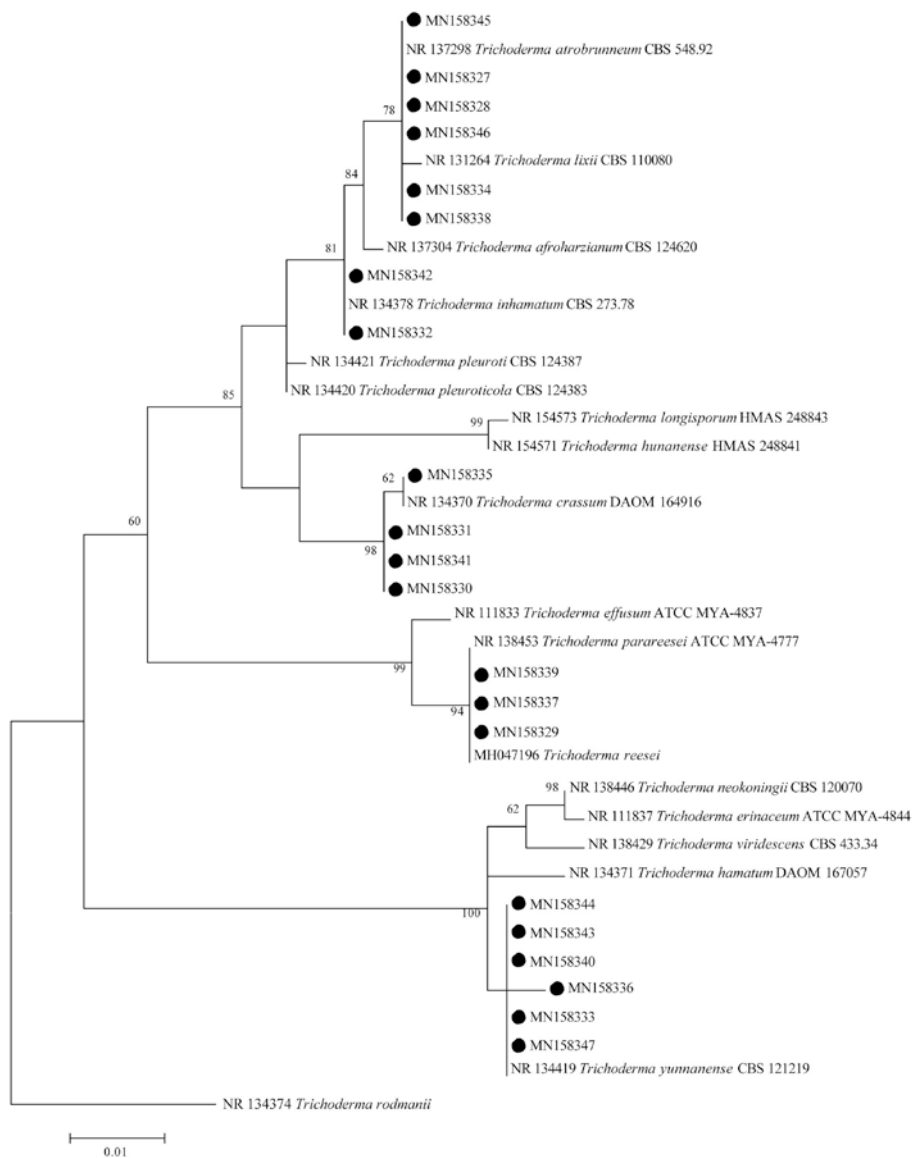 MN158345
NR 137298 Trichoderma atrobrunneum CBS 548.92
MN158327
MN158328
78
MN158346
NR 131264 Trichoderma lixii CBS 110080
84
MN158334
MN158338
81
NR 137304 Trichoderma afroharzianum CBS 124620
MN158342
NR 134378 Trichoderma inhamatum CBS 273.78
MN158332
NR 134421 Trichoderma pleuroti CBS 124387
85
NR 134420 Trichoderma pleuroticola CBS 124383
99
NR 154573 Trichoderma longisporum HMAS 248843
NR 154571 Trichoderma hunanense HMAS 248841
62
MN158335
NR 134370 Trichoderma crassum DAOM 164916
60
MN158331
98
MN158341
MN158330
NR 111833 Trichoderma effusum ATCC MYA-4837
NR 138453 Trichoderma parareesei ATCC MYA-4777
99
MN158339
MN158337
94
MN158329
MH047196 Trichoderma reesei
98
NR 138446 Trichoderma neokoningii CBS 120070
62
NR 111837 Trichoderma erinaceum ATCC MYA-4844
NR 138429 Trichoderma viridescens CBS 433.34
NR 134371 Trichoderma hamatum DAOM 167057
100
MN158344
MN158343
MN158340
MN158336
MN158333
MN158347
NR 134419 Trichoderma yunnanense CBS 121219
NR 134374 Trichoderma rodmanii
0.01